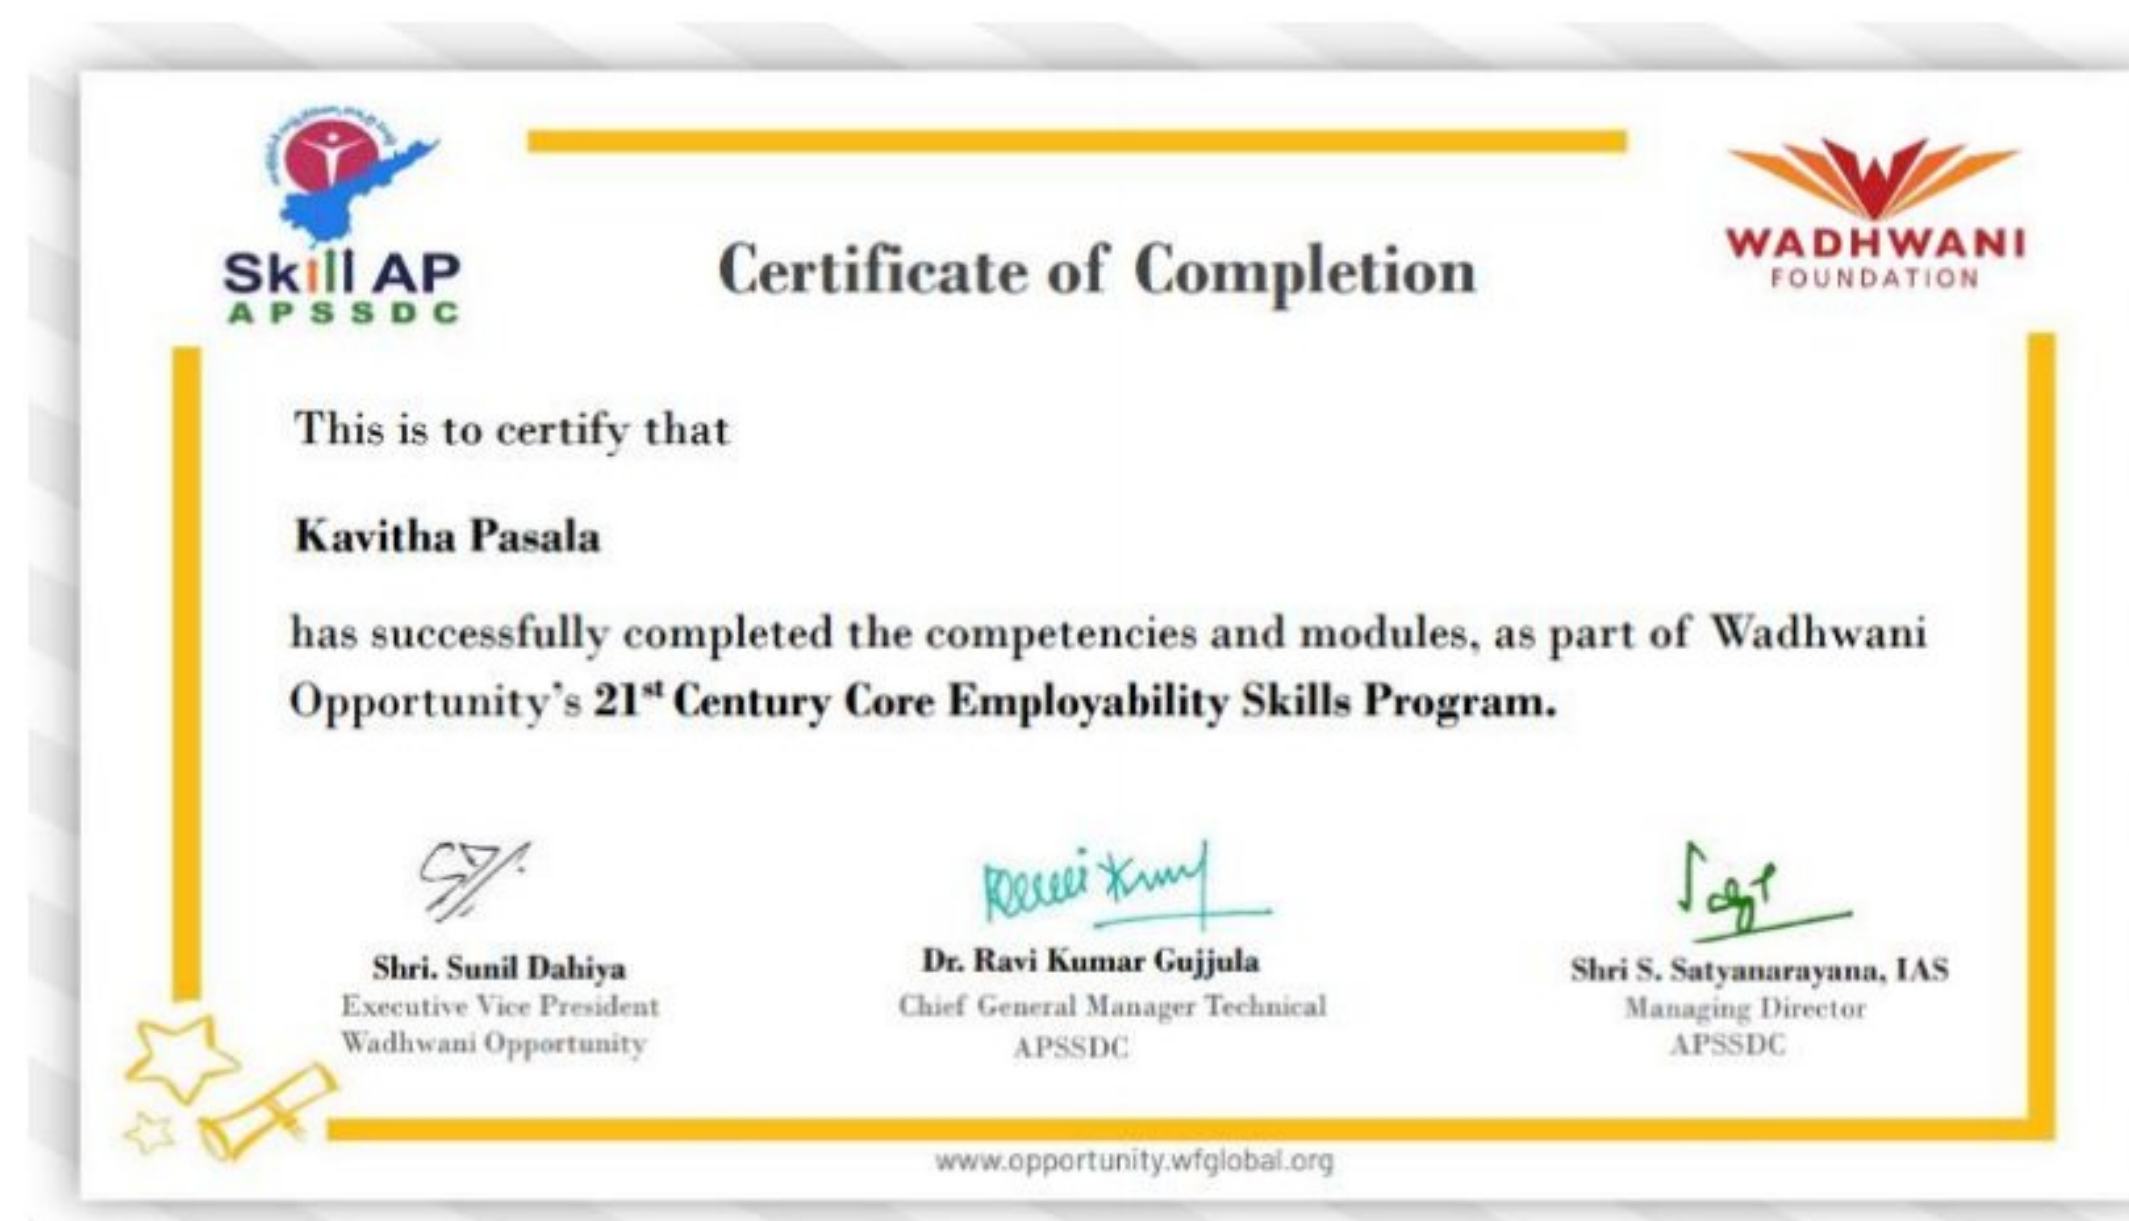 Skill AP
APSSDC
WADHWANI
FOUNDATION
Certificate of Completion
This is to certify that
Kavitha Pasala
has successfully completed the competencies and modules, as part of Wadhwani
Opportunity's 21st Century Core Employability Skills Program.
Ravi Kum
Shri. Sunil Dahiya
Executive Vice President
Wadhwani Opportunity
Dr. Ravi Kumar Gujjula
Chief General Manager Technical
APSSDC
Shri S. Satyanarayana, IAS
Managing Director
APSSDC
www.opportunity.wfglobal.org